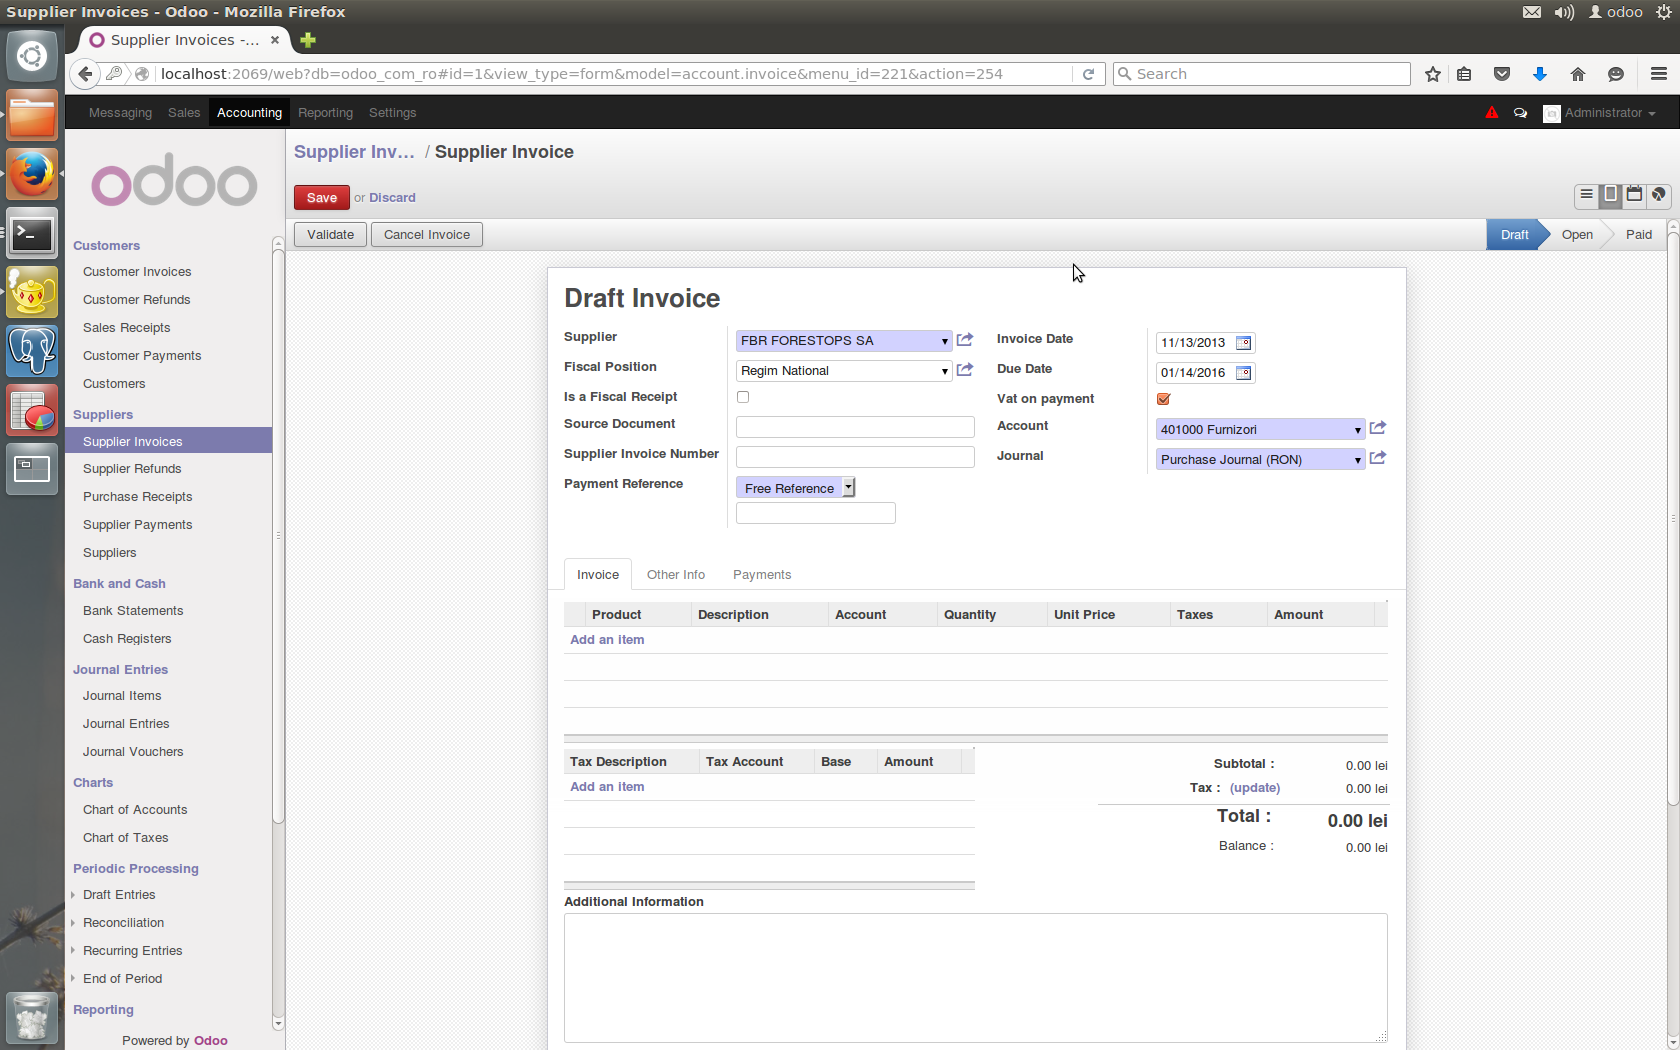 Supplier Invoices - Odoo - Mozilla Firefox
odoo
Supplier Invoices -...
localhost:2069/web?db=odoo_com_ro#id=1&view_type=form&model=account.invoice&menu_id=221&action=254
Search
Messaging Sales Accounting Reporting Settings
Administrator
odoo
Supplier Inv... / Supplier Invoice
Save or Discard
Validate Cancel Invoice
Draft Open Paid
Customers
Customer Invoices
Customer Refunds
Sales Receipts
Customer Payments
Customers
Suppliers
Supplier Invoices
Supplier Refunds
Purchase Receipts
Supplier Payments
Suppliers
Bank and Cash
Bank Statements
Cash Registers
Journal Entries
Journal Items
Journal Entries
Journal Vouchers
Charts
Chart of Accounts
Chart of Taxes
Periodic Processing
Draft Entries
Reconciliation
Recurring Entries
End of Period
Reporting
Powered by Odoo
Draft Invoice
Supplier FBR FORESTOPS SA
Fiscal Position Regim National
Is a Fiscal Receipt
Source Document
Supplier Invoice Number
Payment Reference Free Reference
Invoice Date 11/13/2013
Due Date 01/14/2016
Vat on payment
Account 401000 Furnizori
Journal Purchase Journal (RON)
Invoice Other Info Payments
Product Description Account Quantity Unit Price Taxes Amount
Add an item
Tax Description Tax Account Base Amount
Add an item
Subtotal : 0.00 lei
Tax : (update) 0.00 lei
Total : 0.00 lei
Balance : 0.00 lei
Additional Information